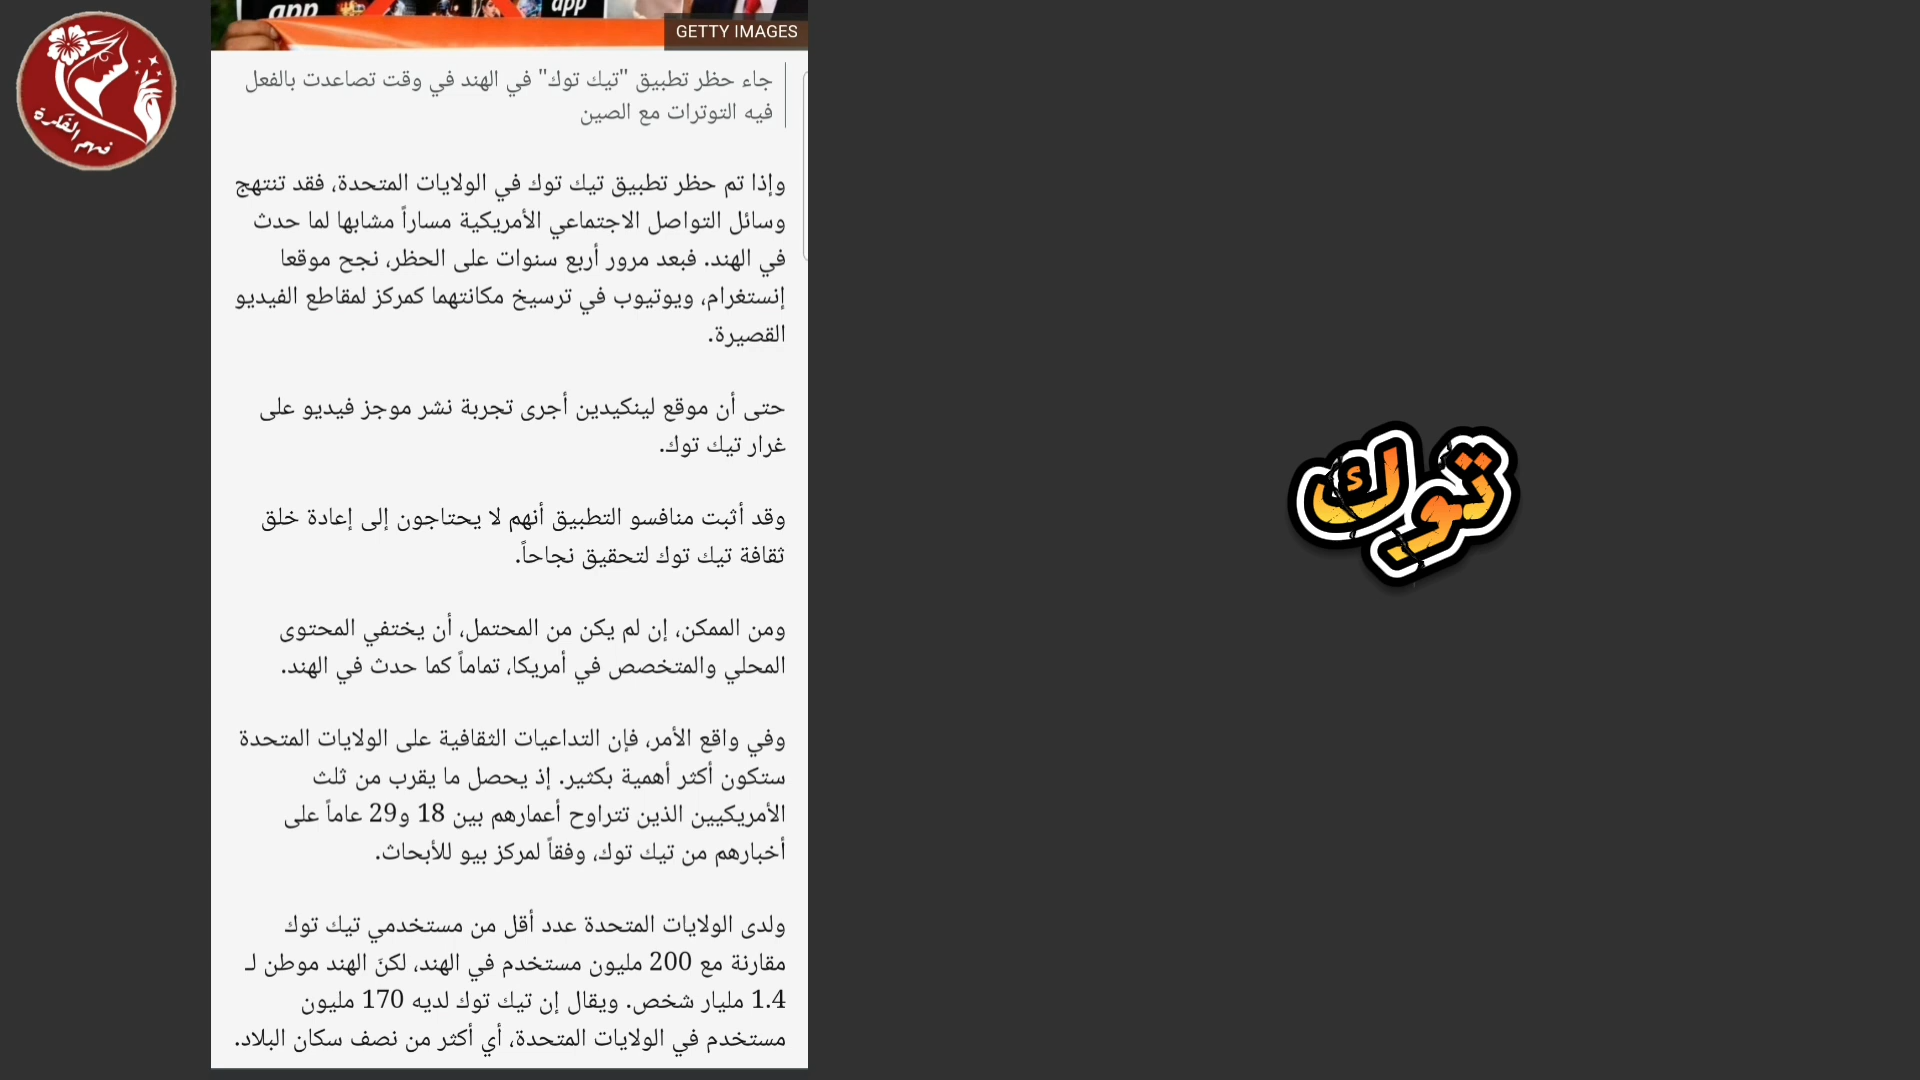 app
app
GETTY IMAGES
فهم الفكرة
جاء حظر تطبيق "تيك توك" في الهند في وقت تصاعدت بالفعل
فيه التوترات مع الصين
وإذا تم حظر تطبيق تيك توك في الولايات المتحدة، فقد تنتهج
وسائل التواصل الاجتماعي الأمريكية مساراً مشابها لما حدث
في الهند. فبعد مرور أربع سنوات على الحظر، نجح موقعا
إنستغرام، ويوتيوب في ترسيخ مكانتهما كمركز لمقاطع الفيديو
القصيرة.
حتى أن موقع لينكيدين أجرى تجربة نشر موجز فيديو على
غرار تيك توك.
وقد أثبت منافسو التطبيق أنهم لا يحتاجون إلى إعادة خلق
ثقافة تيك توك لتحقيق نجاحاً.
ومن الممكن، إن لم يكن من المحتمل، أن يختفي المحتوى
المحلي والمتخصص في أمريكا، تماماً كما حدث في الهند.
وفي واقع الأمر، فإن التداعيات الثقافية على الولايات المتحدة
ستكون أكثر أهمية بكثير. إذ يحصل ما يقرب من ثلث
الأمريكيين الذين تتراوح أعمارهم بين 18 و29 عاماً على
أخبارهم من تيك توك، وفقاً لمركز بيو للأبحاث.
ولدى الولايات المتحدة عدد أقل من مستخدمي تيك توك
مقارنة مع 200 مليون مستخدم في الهند، لكنَ الهند موطن لـ
1.4 مليار شخص. ويقال إن تيك توك لديه 170 مليون
مستخدم في الولايات المتحدة، أي أكثر من نصف سكان البلاد.
توك